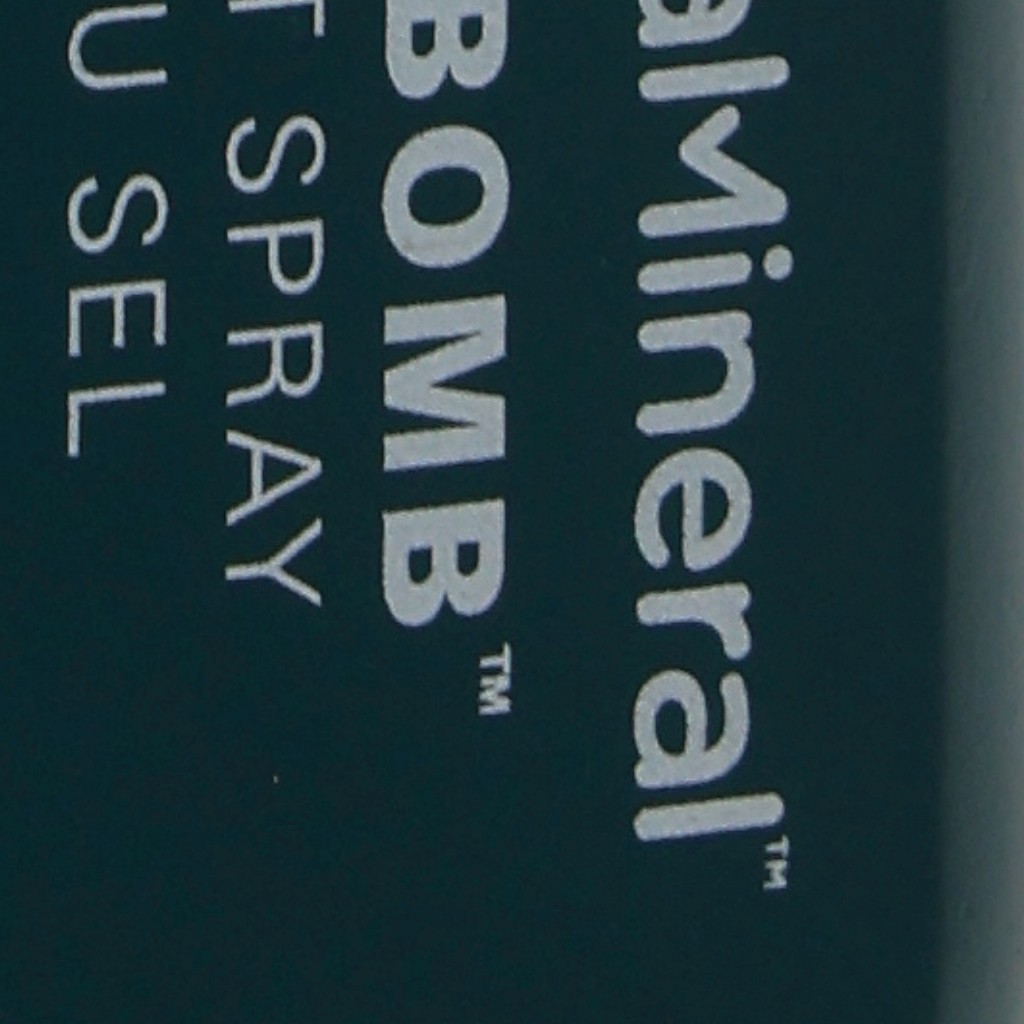 alMineral™
BOMB™
T SPRAY
U SEL